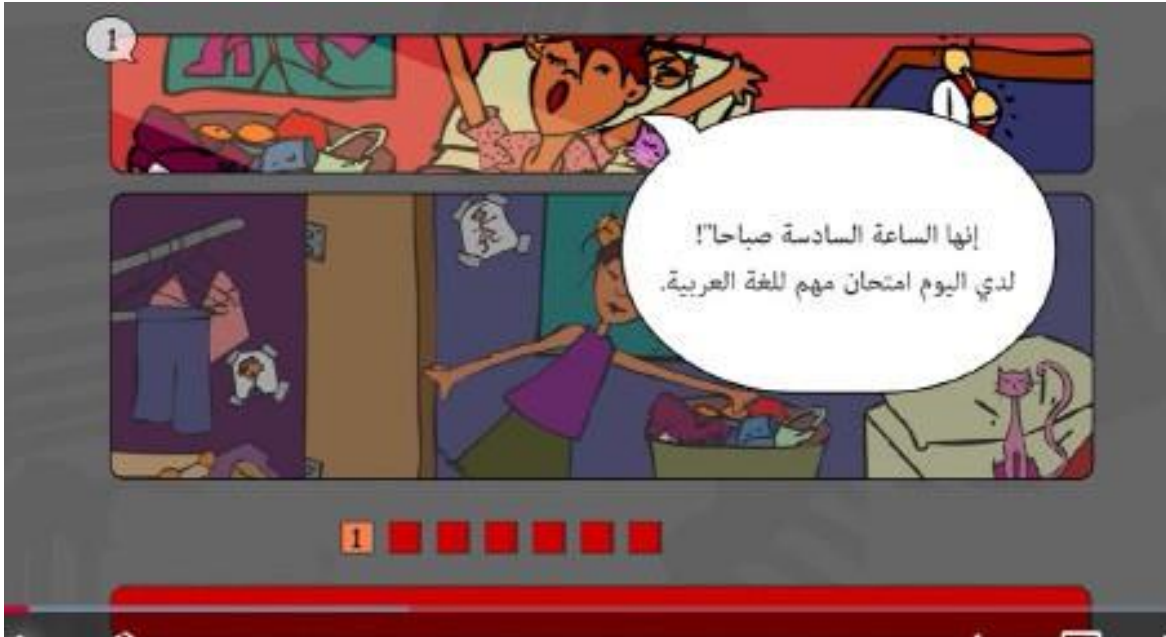 1
إنها الساعة السادسة صباحا"!
لدي اليوم امتحان مهم للغة العربية.
1